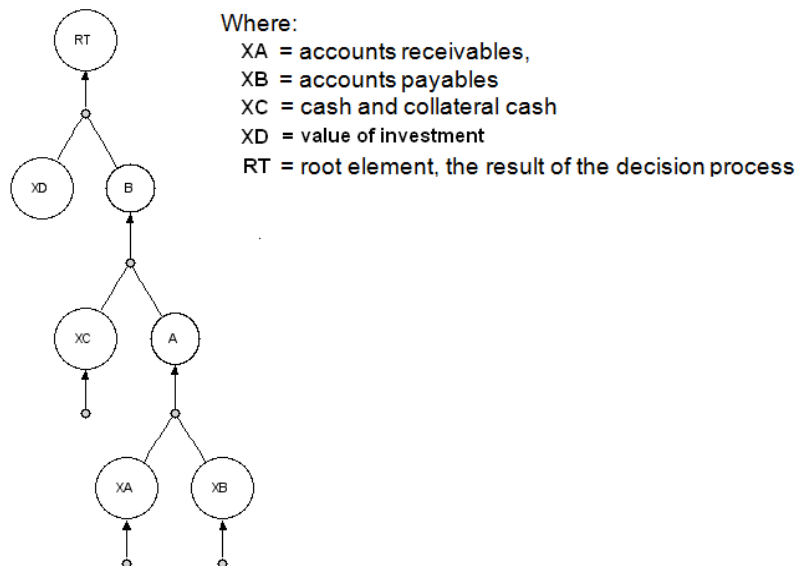 RT
Where:
XA = accounts receivables,
XB = accounts payables
XC = cash and collateral cash
XD = value of investment
RT = root element, the result of the decision process
XD
B
XC
A
XA
XB